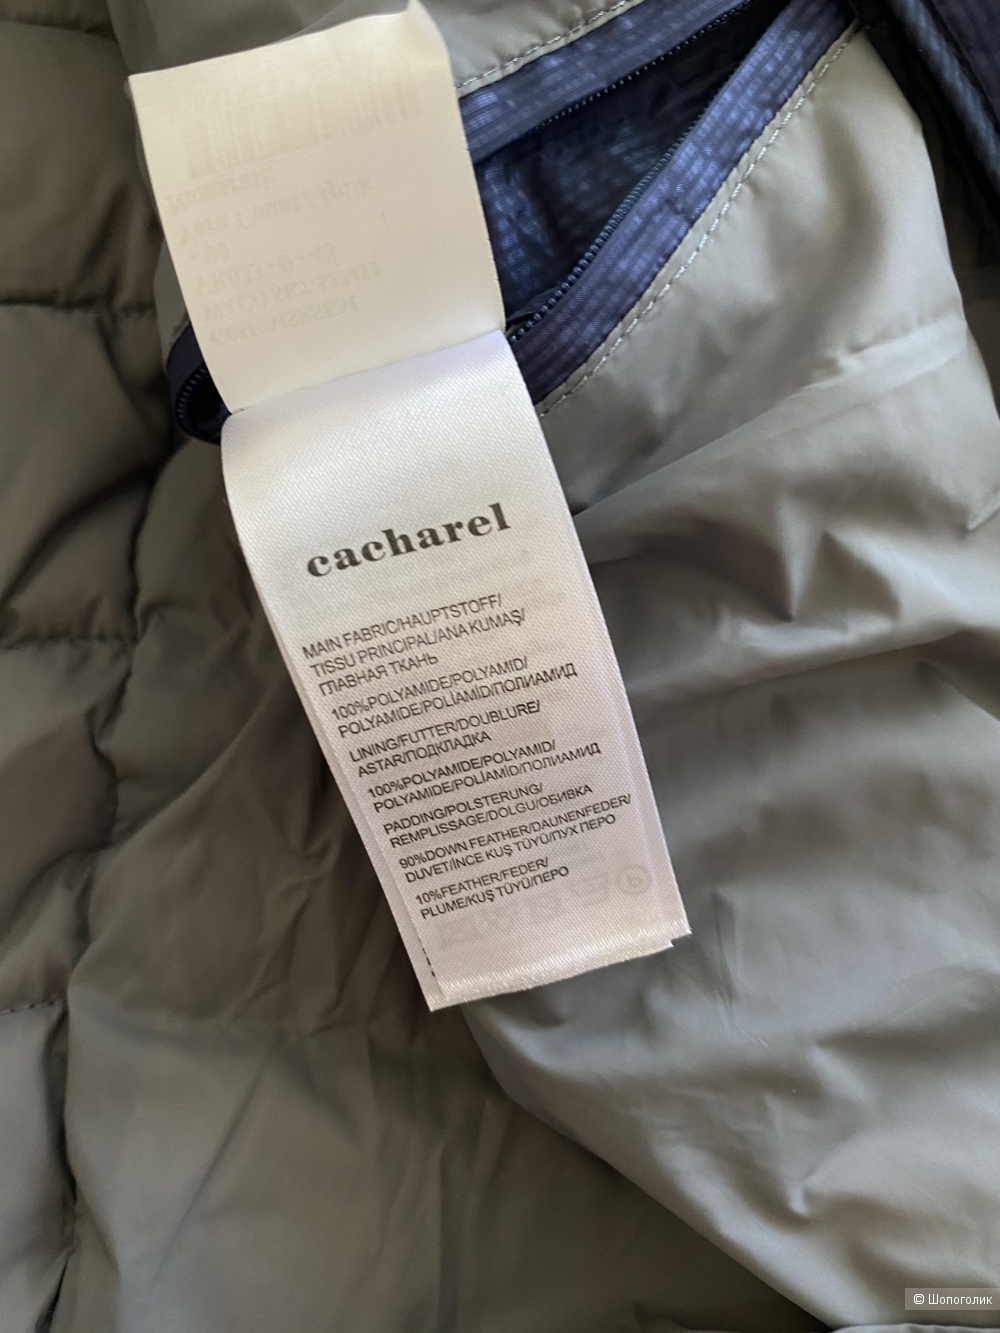 cacharel
MAIN FABRIC/HAUPTSTOFF/
TISSU PRINCIPAL/ANA KUMAŞ/
ГЛАВНАЯ ТКАНЬ
100%POLYAMIDE/POLYAMID/
POLYAMIDE/POLİAMİD/ПОЛИАМИД
LINING/FUTTER/DOUBLURE/
ASTAR/ПОДКЛАДКА
100%POLYAMIDE/POLYAMID/
POLYAMIDE/POLİAMİD/ПОЛИАМИД
PADDING/POLSTERUNG/
REMPLISSAGE/DOLGU/ОБИВКА
90%DOWN FEATHER/DAUNENFEDER/
DUVET/İNCE KUŞ TÜYÜ/ПУХ ПЕРО
10%FEATHER/FEDER/
PLUME/KUŞ TÜYÜ/ПЕРО
© Шопоголик